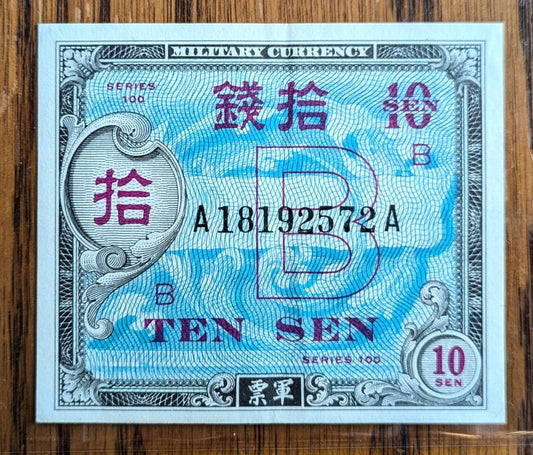 MILITARY CURRENCY
SERIES 100
錢拾
10 SEN
B
拾
A18192572A
B
B
TEN SEN
SERIES 100
10 SEN
票軍